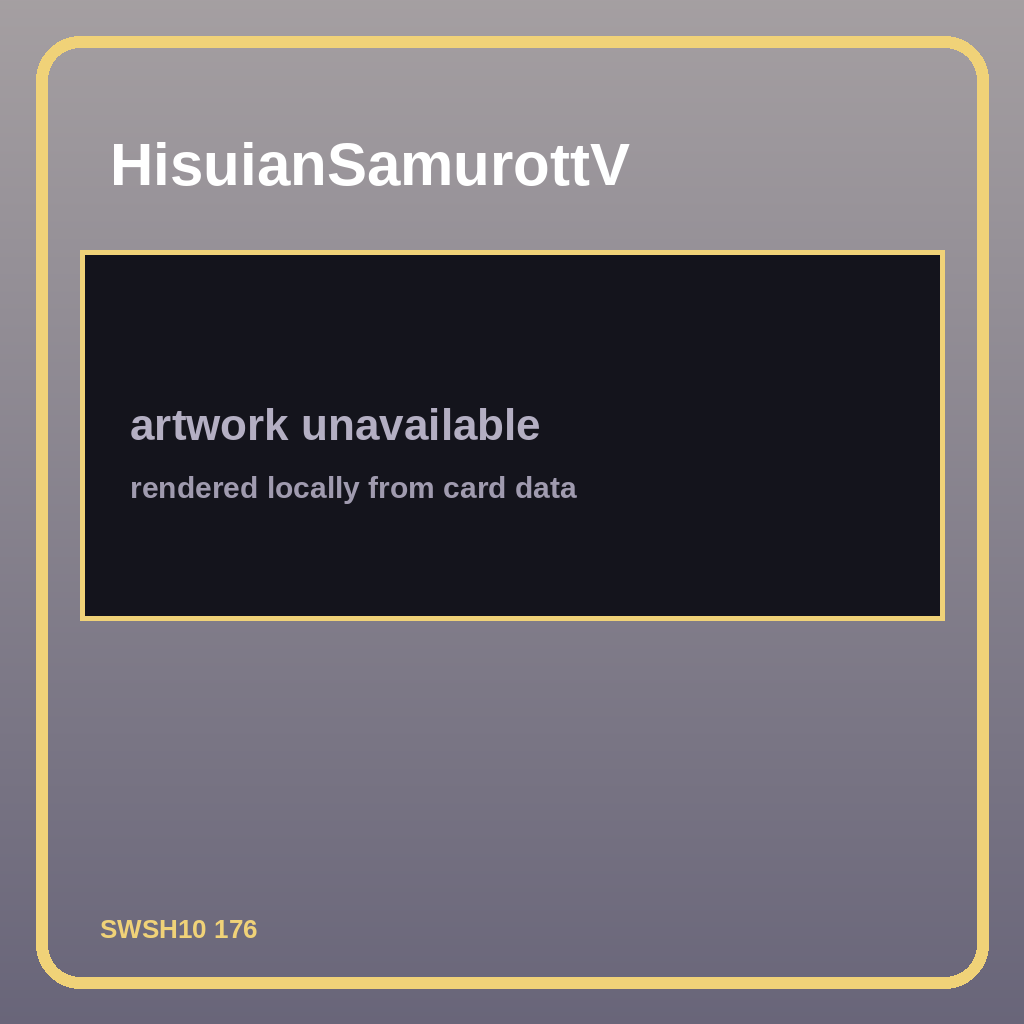 HisuianSamurottV
artwork unavailable
rendered locally from card data
SWSH10 176